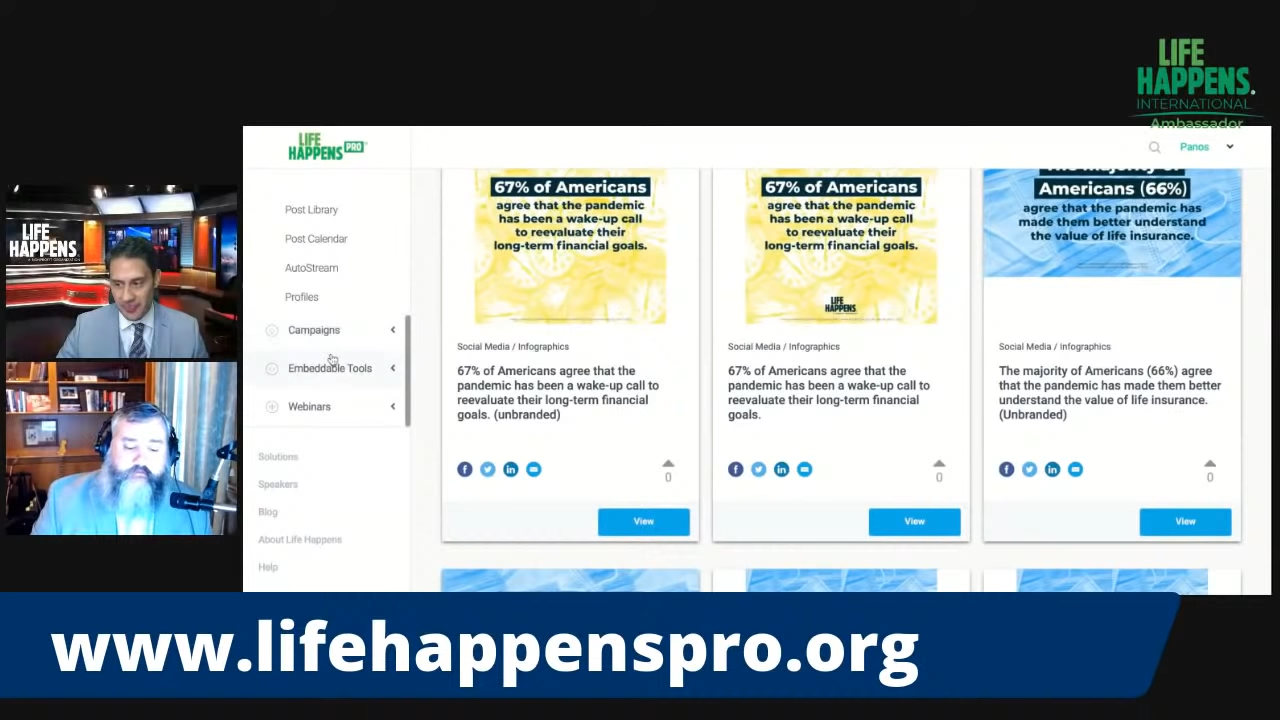 LIFE
HAPPENS.
INTERNATIONAL
Ambassador
LIFE
HAPPENS PRO
Panos
Post Library
Post Calendar
AutoStream
Profiles
Campaigns
Embeddable Tools
Webinars
Solutions
Speakers
Blog
About Life Happens
Help
67% of Americans
agree that the pandemic
has been a wake-up call
to reevaluate their
long-term financial goals.
Social Media / Infographics
67% of Americans agree that the
pandemic has been a wake-up call to
reevaluate their long-term financial
goals. (unbranded)
0
View
67% of Americans
agree that the pandemic
has been a wake-up call
to reevaluate their
long-term financial goals.
LIFE
HAPPENS
Social Media / Infographics
67% of Americans agree that the
pandemic has been a wake-up call to
reevaluate their long-term financial
goals.
0
View
The majority of
Americans (66%)
agree that the pandemic has
made them better understand
the value of life insurance.
Social Media / Infographics
The majority of Americans (66%) agree
that the pandemic has made them better
understand the value of life insurance.
(Unbranded)
0
View
LIFE
HAPPENS
www.lifehappenspro.org